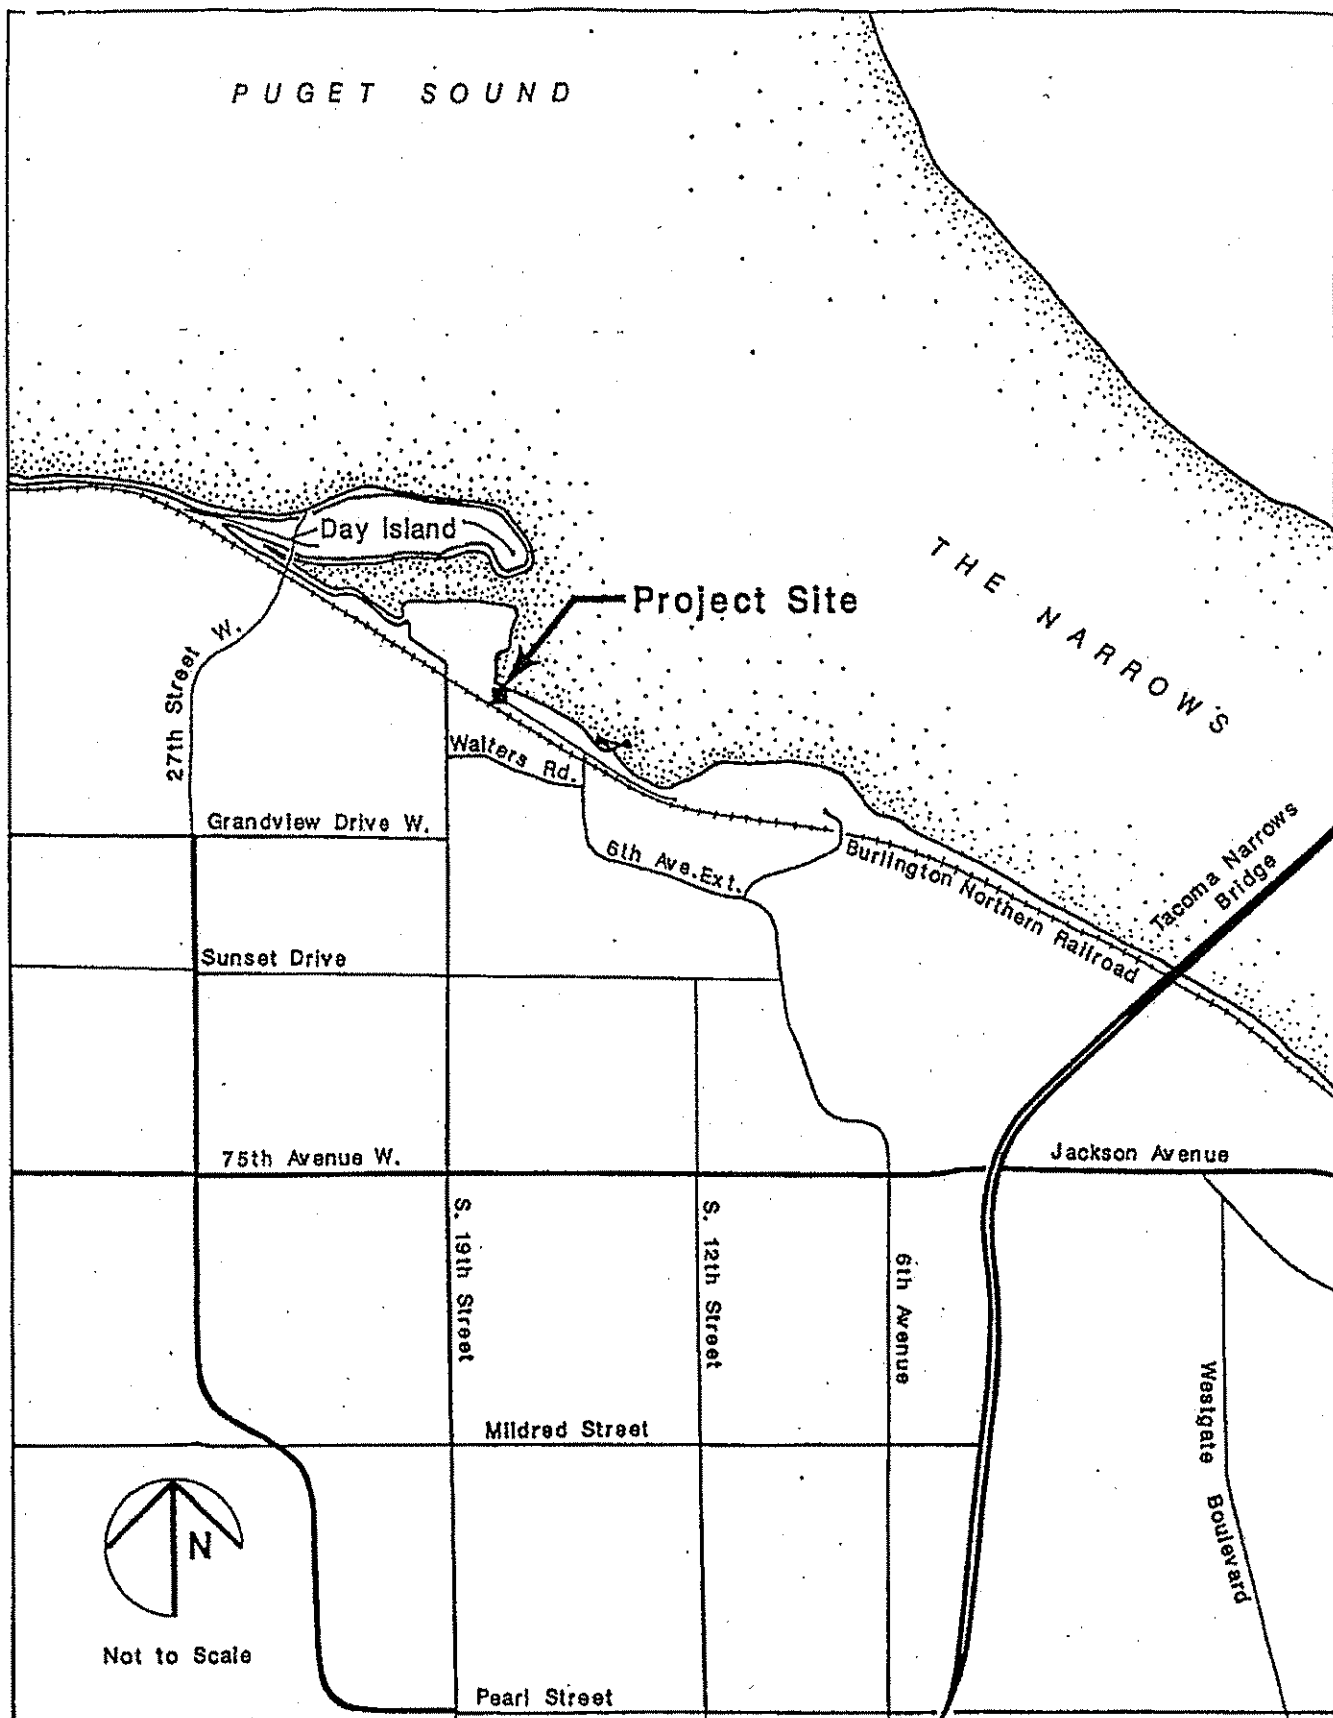 PUGET SOUND
Day Island
THE NARROWS
Project Site
27th Street W.
Walters Rd.
Grandview Drive W.
6th Ave. Ext.
Burlington Northern Railroad
Tacoma Narrows
Bridge
Sunset Drive
75th Avenue W.
Jackson Avenue
S. 19th Street
S. 12th Street
6th Avenue
Westgate Boulevard
Mildred Street
N
Not to Scale
Pearl Street